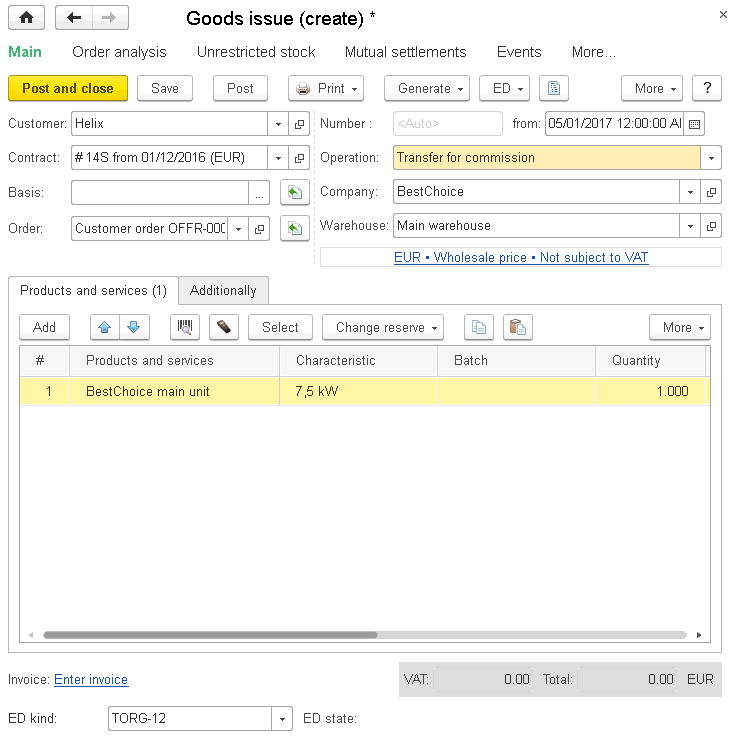 Goods issue (create) *
Main Order analysis Unrestricted stock Mutual settlements Events More...
Post and close Save Post Print Generate ED More ?
Customer: Helix Number : <Auto> from: 05/01/2017 12:00:00 AI
Contract: # 14S from 01/12/2016 (EUR) Operation: Transfer for commission
Basis: ... Company: BestChoice
Order: Customer order OFFR-000 Warehouse: Main warehouse
EUR • Wholesale price • Not subject to VAT
Products and services (1) Additionally
Add Select Change reserve More
# Products and services Characteristic Batch Quantity
1 BestChoice main unit 7,5 kW 1.000
Invoice: Enter invoice VAT: 0.00 Total: 0.00 EUR
ED kind: TORG-12 ED state: